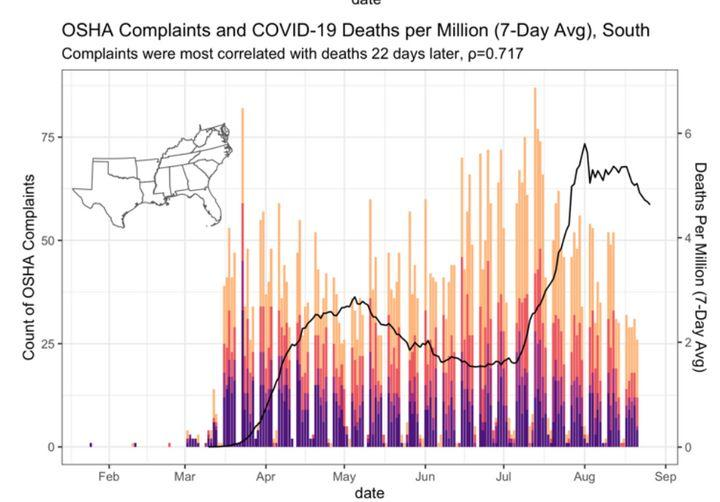 date
OSHA Complaints and COVID-19 Deaths per Million (7-Day Avg), South
Complaints were most correlated with deaths 22 days later, ρ=0.717
Count of OSHA Complaints
75
50
25
0
6
4
2
0
Deaths Per Million (7-Day Avg)
Feb Mar Apr May Jun Jul Aug Sep
date